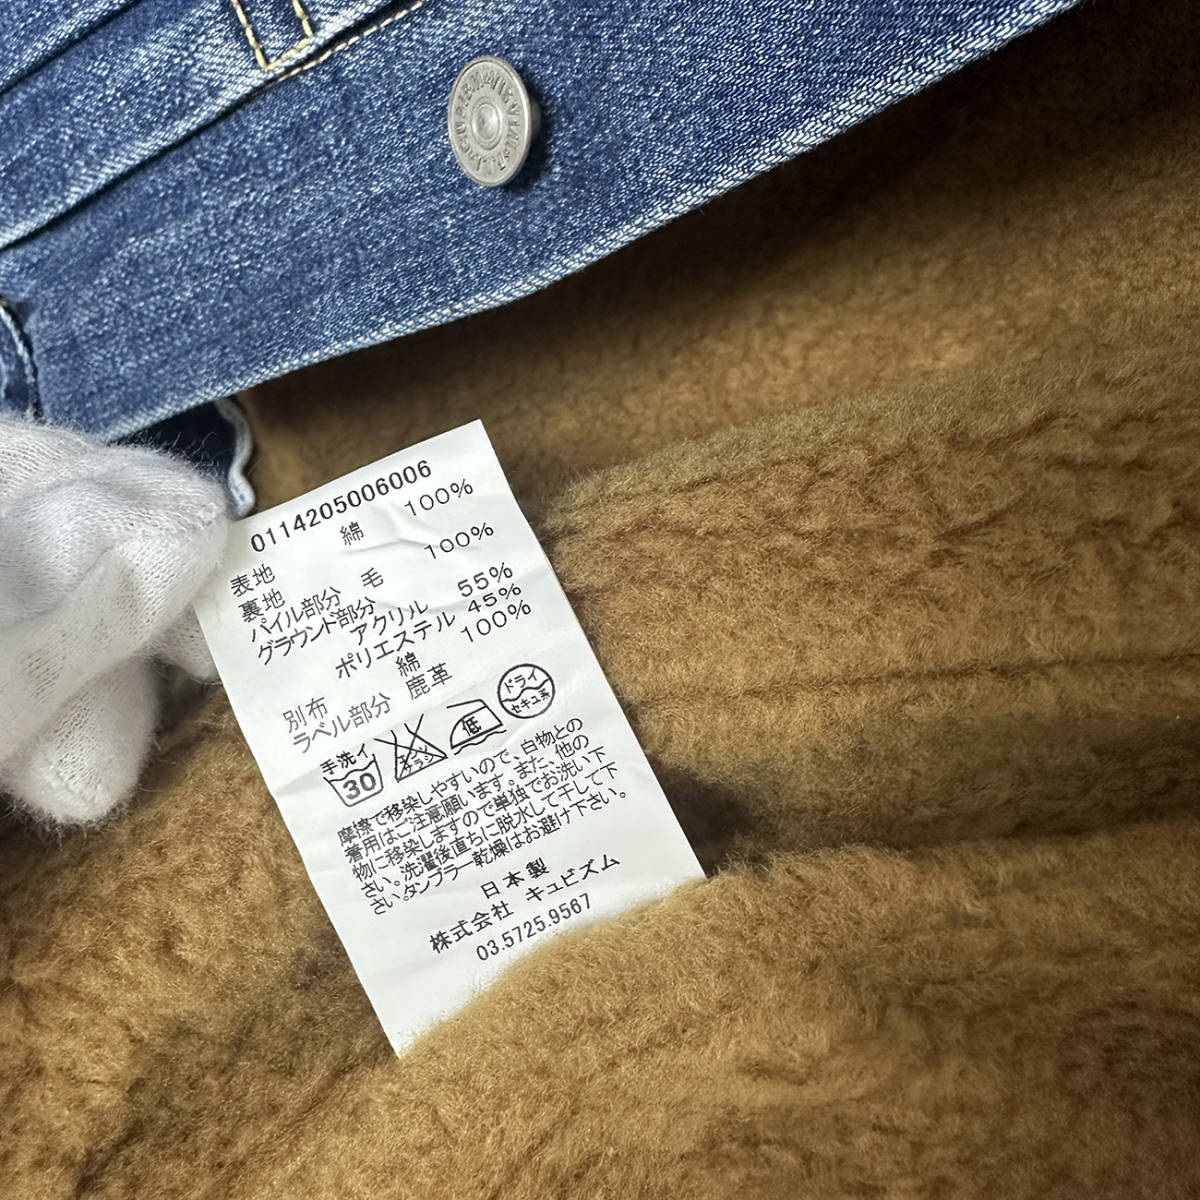 0114205006006
表地 綿 100%
裏地
パイル部分 毛 100%
グラウンド部分
アクリル 55%
ポリエステル 45%
別布 綿 100%
ラベル部分 鹿革
手洗イ
30
エンソ
サラシ
低
ドライ
セキユ系
摩擦で移染しやすいので、白物との
着用はご注意願います。また、他の
物に移染しますので単独でお洗い下
さい。洗濯後直ちに脱水して干して下
さい。タンブラー乾燥はお避け下さい。
日本製
株式会社 キュビズム
03.5725.9567